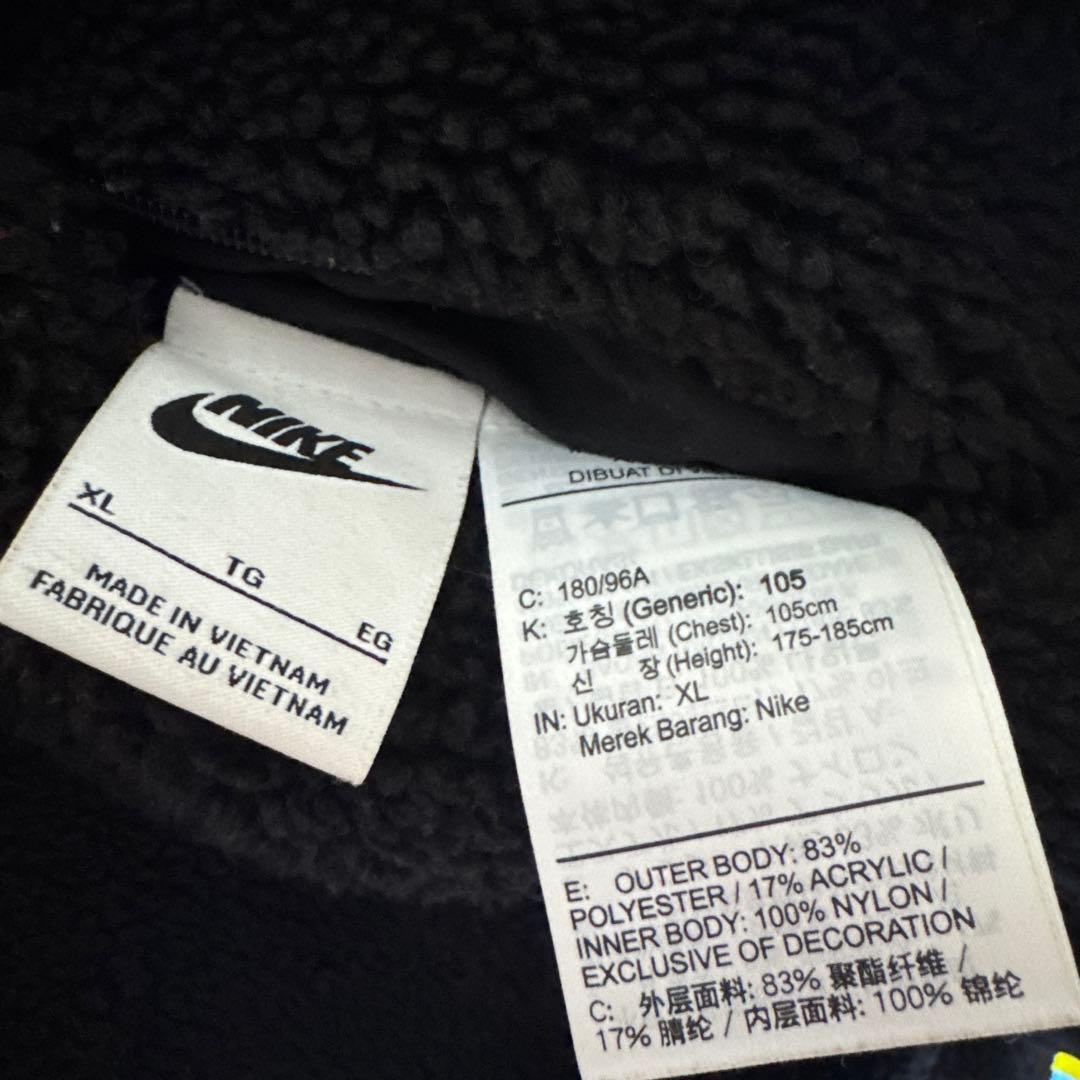 NIKE
XL
TG
EG
MADE IN VIETNAM
FABRIQUE AU VIETNAM
DIBUAT DI
C: 180/96A
K: 호칭 (Generic): 105
가슴둘레 (Chest): 105cm
신 장 (Height): 175-185cm
IN: Ukuran: XL
Merek Barang: Nike
E: OUTER BODY: 83%
POLYESTER / 17% ACRYLIC /
INNER BODY: 100% NYLON /
EXCLUSIVE OF DECORATION
C: 外层面料: 83% 聚酯纤维 /
17% 腈纶 / 内层面料: 100% 锦纶